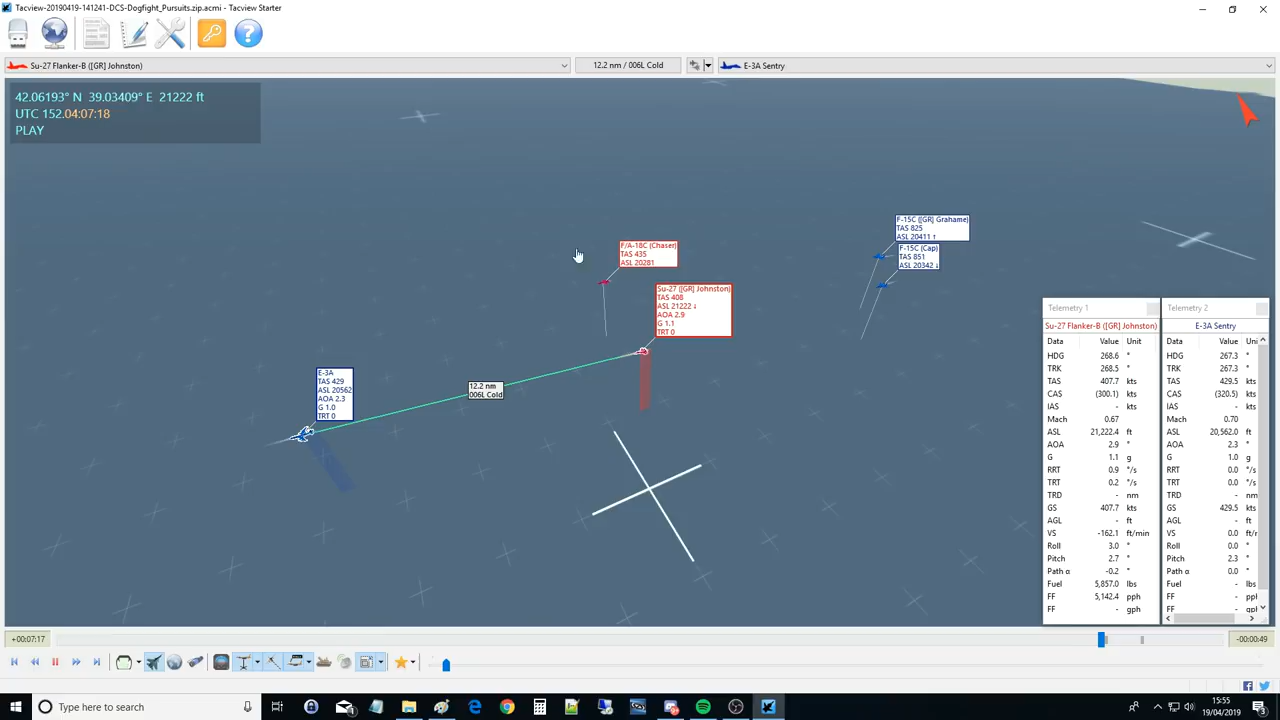 Tacview-20190419-141241-DCS-Dogfight_Pursuits.zip.acmi - Tacview Starter
Su-27 Flanker-B ([GR] Johnston)
12.2 nm / 006L Cold
E-3A Sentry
42.06193° N 39.03409° E 21222 ft
UTC 152.04:07:18
PLAY
F-15C ([GR] Grahame)
TAS 825
ASL 20411 ↑
F-15C (Cap)
TAS 851
ASL 20342 ↓
F/A-18C (Chaser)
TAS 435
ASL 20281
Su-27 ([GR] Johnston)
TAS 408
ASL 21222 ↓
AOA 2.9
G 1.1
TRT 0
E-3A
TAS 429
ASL 20562
AOA 2.3
G 1.0
TRT 0
12.2 nm
006L Cold
Telemetry 1
Su-27 Flanker-B ([GR] Johnston)
Data Value Unit
HDG 268.6 °
TRK 268.5 °
TAS 407.7 kts
CAS (300.1) kts
IAS - kts
Mach 0.67
ASL 21,222.4 ft
AOA 2.9 °
G 1.1 g
RRT 0.9 °/s
TRT 0.2 °/s
TRD - nm
GS 407.7 kts
AGL - ft
VS -162.1 ft/min
Roll 3.0 °
Pitch 2.7 °
Path α -0.2 °
Fuel 5,857.0 lbs
FF 5,142.4 pph
FF - gph
Telemetry 2
E-3A Sentry
Data Value Uni
HDG 267.3 °
TRK 267.3 °
TAS 429.5 kts
CAS (320.5) kts
IAS - kts
Mach 0.70
ASL 20,562.0 ft
AOA 2.3 °
G 1.0 g
RRT 0.0 °/s
TRT 0.0 °/s
TRD - nm
GS 429.5 kts
AGL - ft
VS 0.0 ft/r
Roll 0.0 °
Pitch 2.3 °
Path α 0.0 °
Fuel - lbs
FF - ppl
FF - gph
+00:07:17
-00:00:49
Type here to search
15:55
19/04/2019